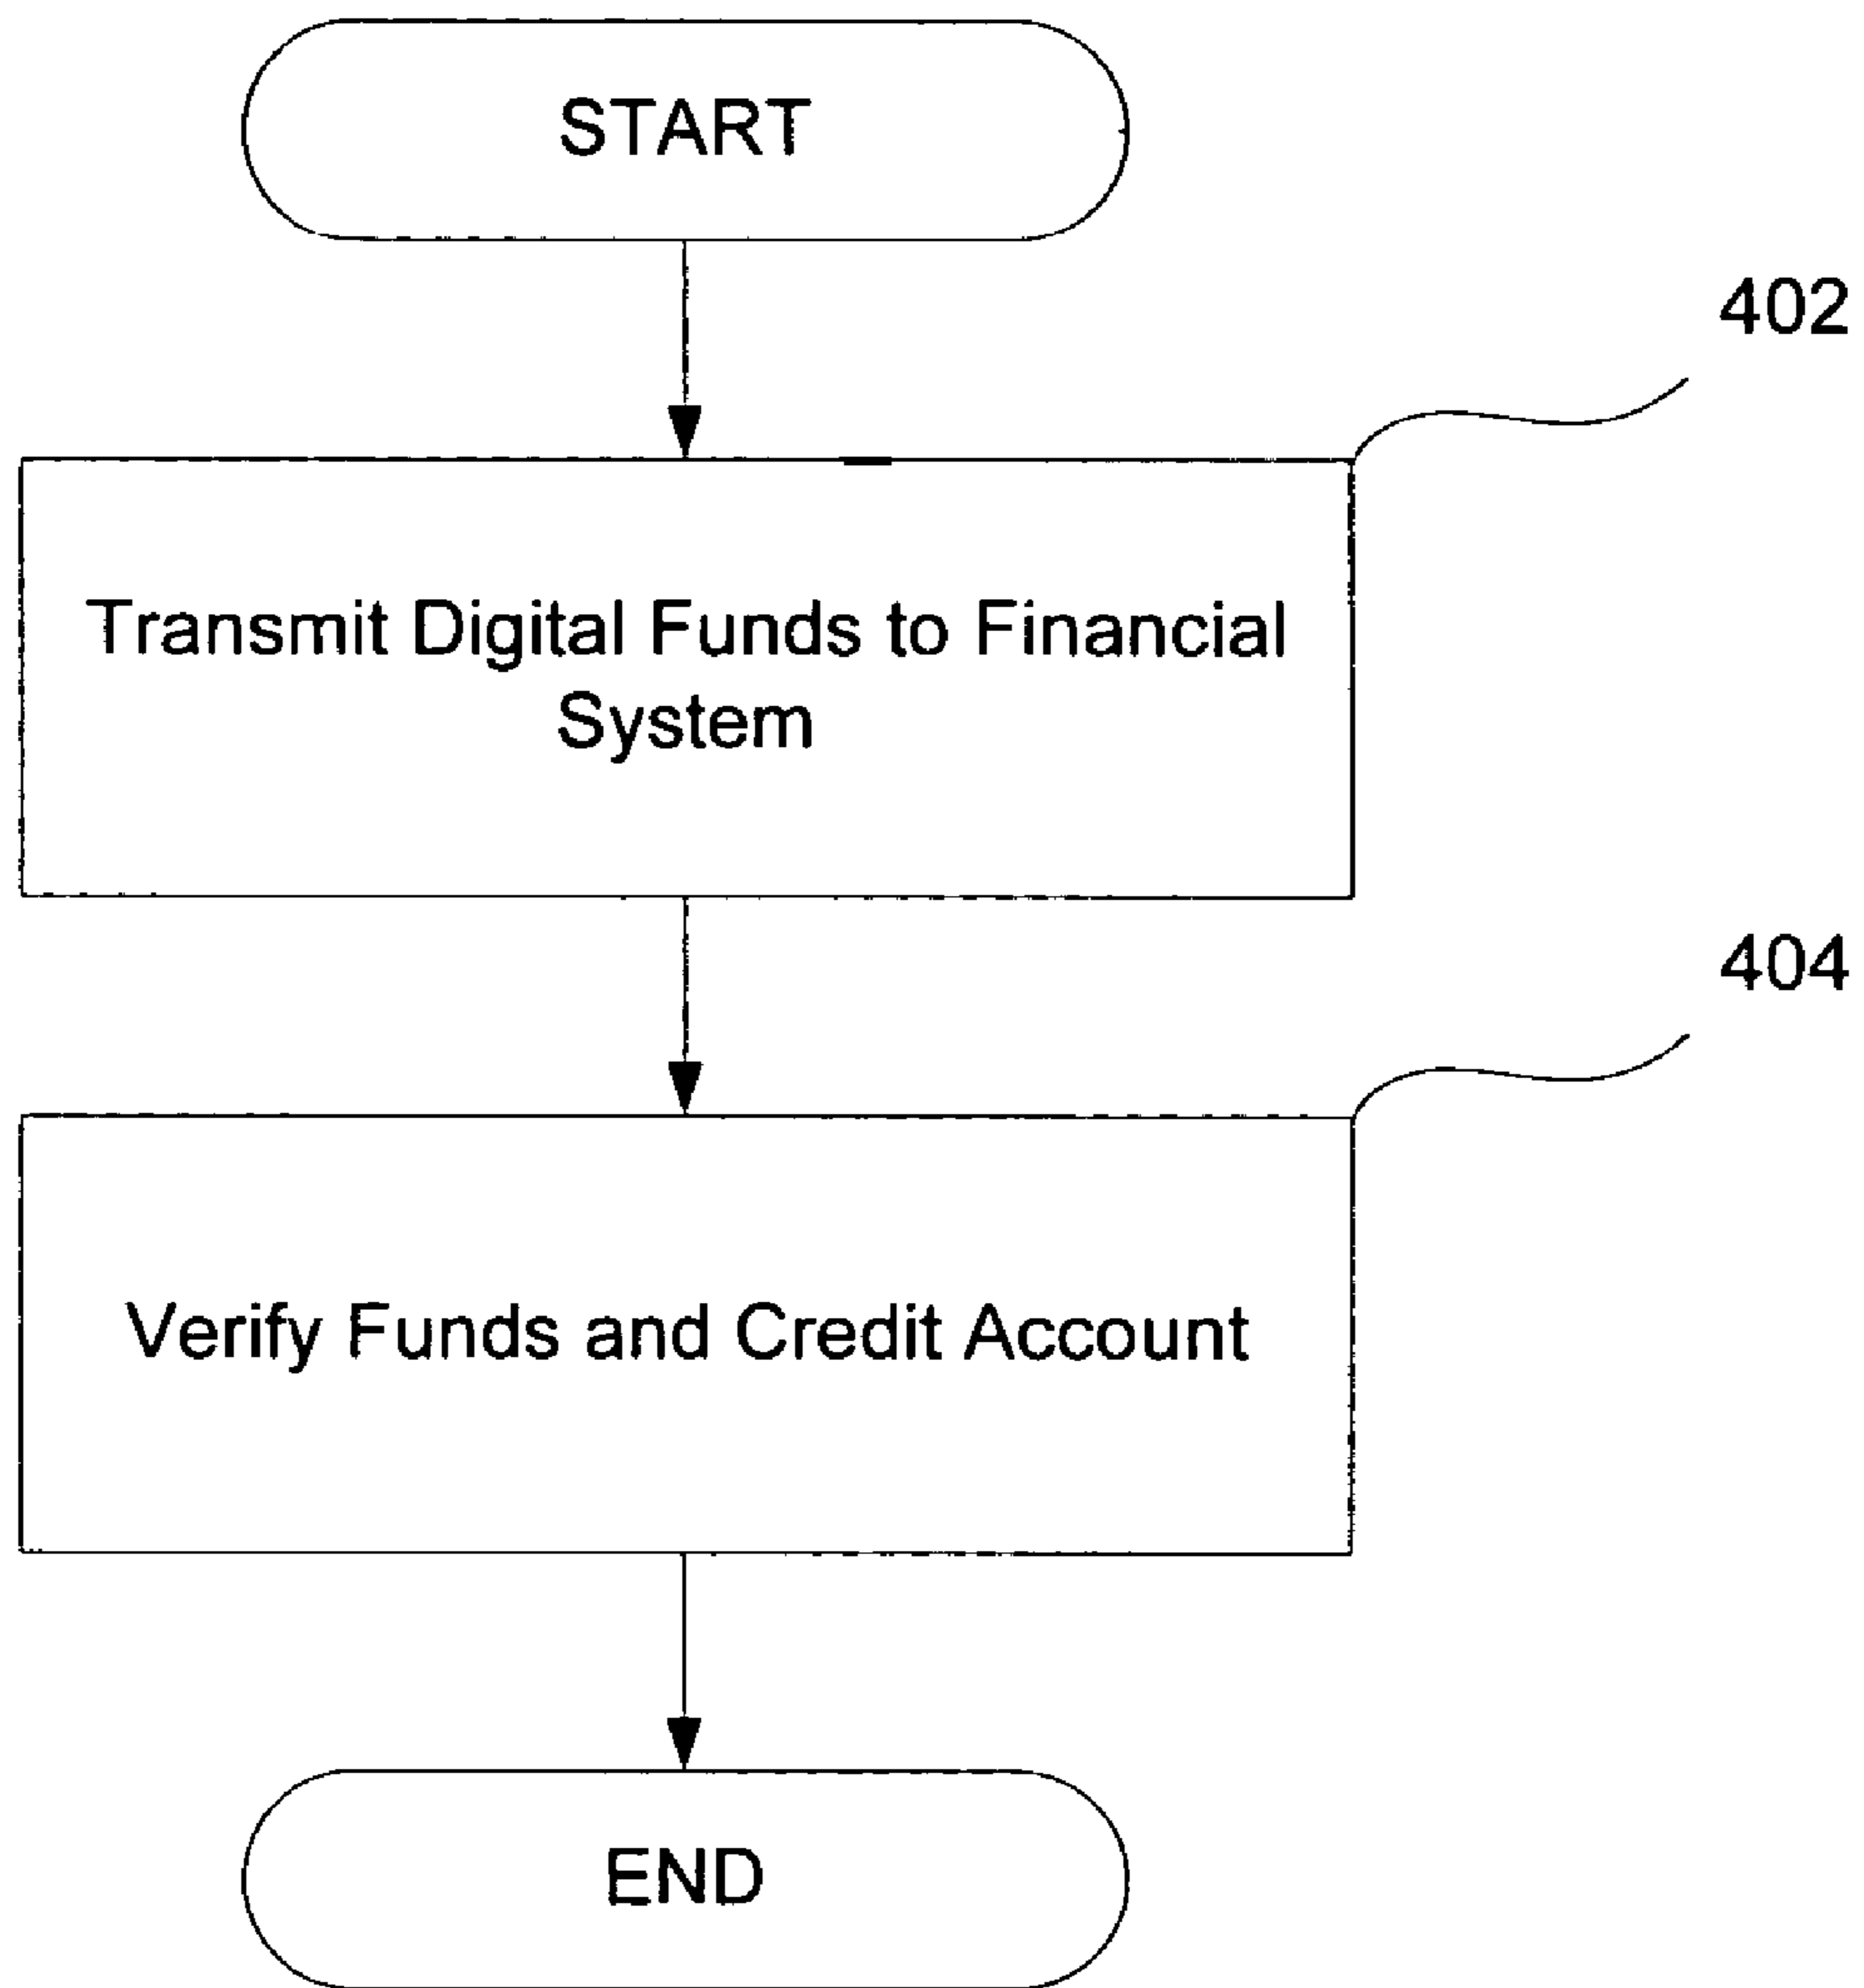 START
402
Transmit Digital Funds to Financial
System
404
Verify Funds and Credit Account
END